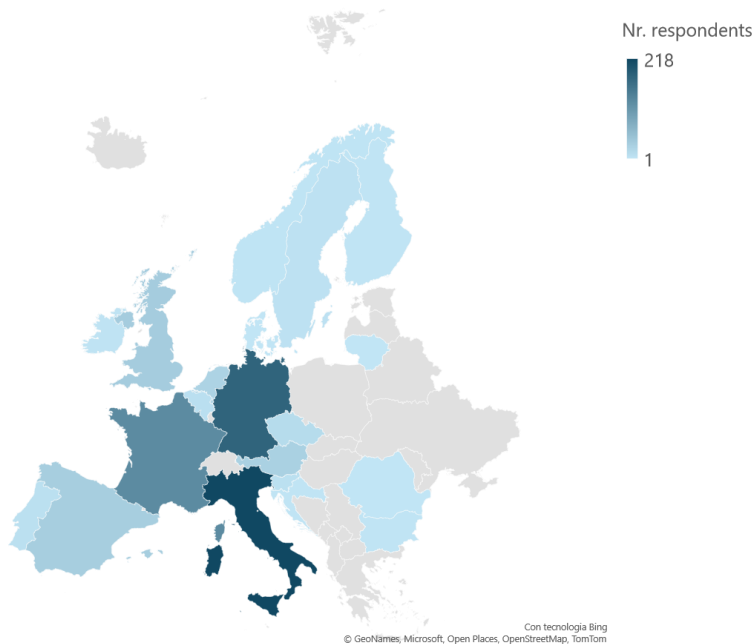 Nr. respondents
218
1
Con tecnologia Bing
© GeoNames, Microsoft, Open Places, OpenStreetMap, TomTom